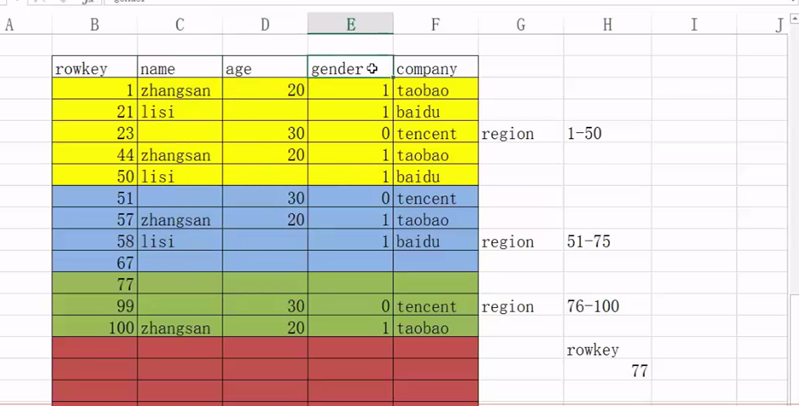 A B C D E F G H I J
rowkey name age gender company
1 zhangsan 20 1 taobao
21 lisi 1 baidu
23 30 0 tencent region 1-50
44 zhangsan 20 1 taobao
50 lisi 1 baidu
51 30 0 tencent
57 zhangsan 20 1 taobao
58 lisi 1 baidu region 51-75
67
77
99 30 0 tencent region 76-100
100 zhangsan 20 1 taobao
rowkey
77